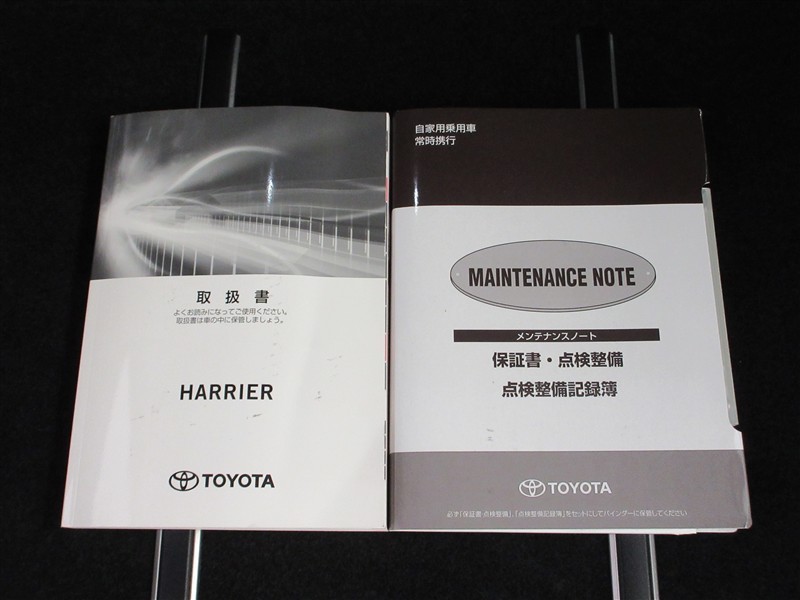 取扱書
よくお読みになってご使用ください。
取扱書は車の中に保管しましょう。
HARRIER
TOYOTA
自家用乗用車
常時携行
MAINTENANCE NOTE
メンテナンスノート
保証書・点検整備
点検整備記録簿
TOYOTA
必ず「保証書・点検整備」、「点検整備記録簿」をセットにしてバインダーに保管してください。